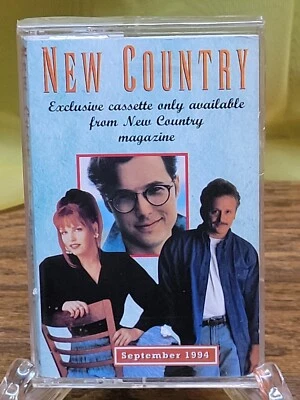 NEW COUNTRY
Exclusive cassette only available
from New Country
magazine
September 1994